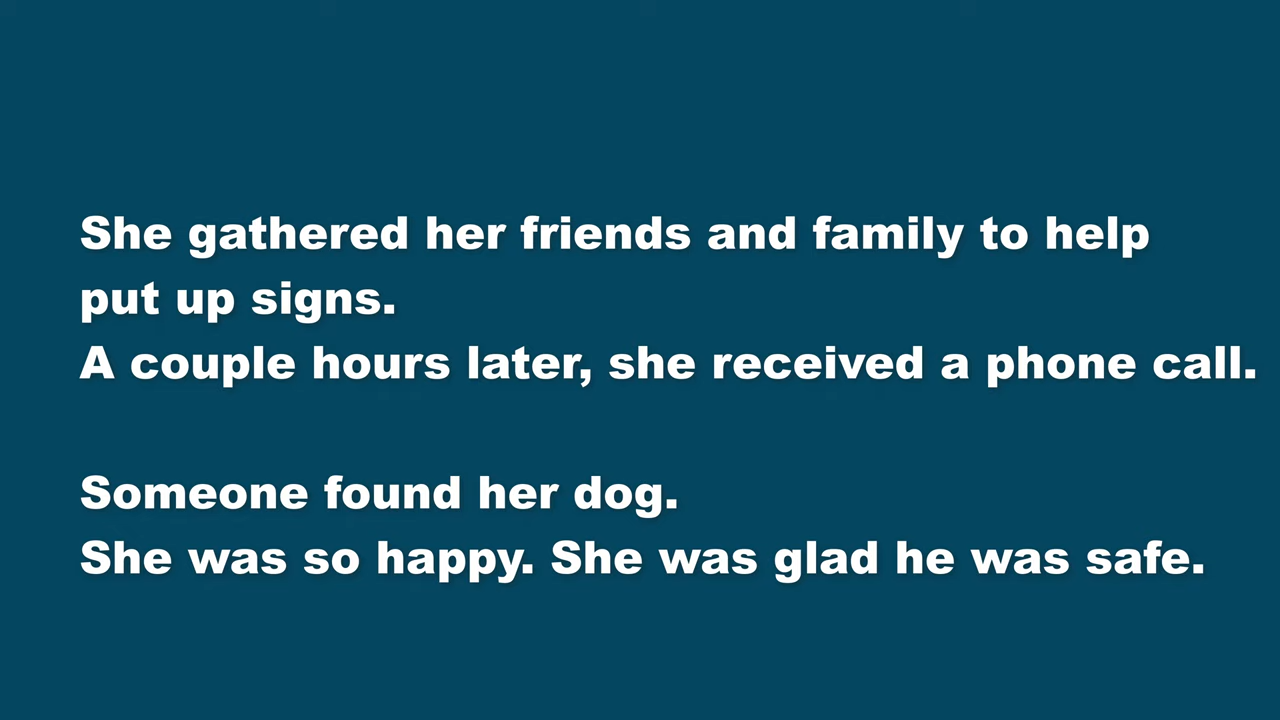 She gathered her friends and family to help
put up signs.
A couple hours later, she received a phone call.
Someone found her dog.
She was so happy. She was glad he was safe.